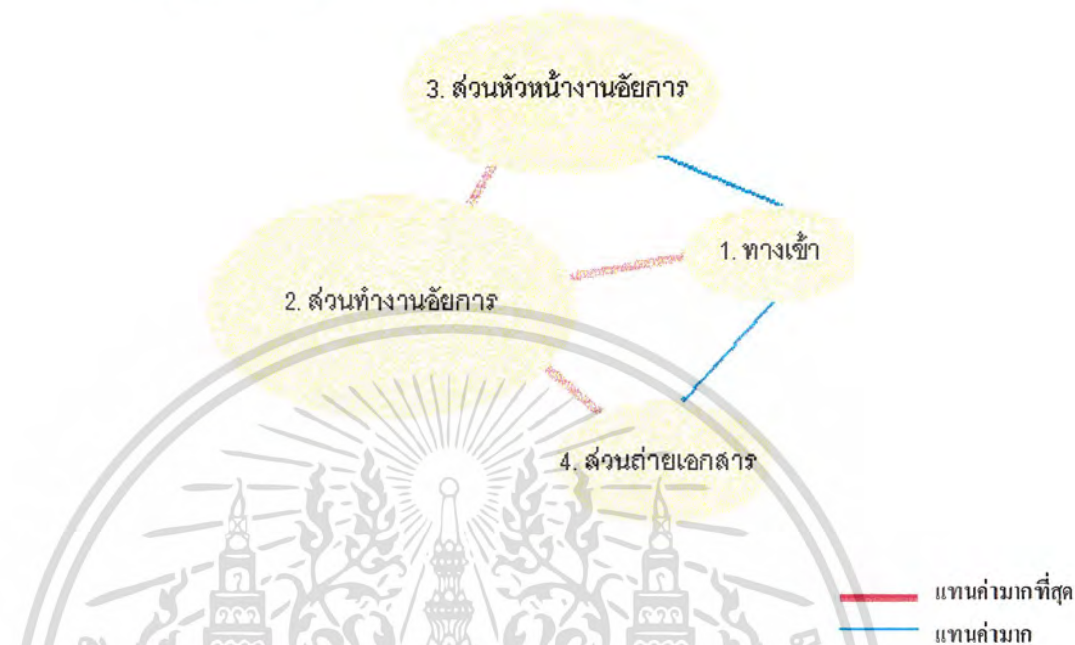 3. ส่วนหัวหน้างานอัยการ
1. ทางเข้า
2. ส่วนทำงานอัยการ
4. ส่วนถ่ายเอกสาร
แทนค่ามากที่สุด
แทนค่ามาก